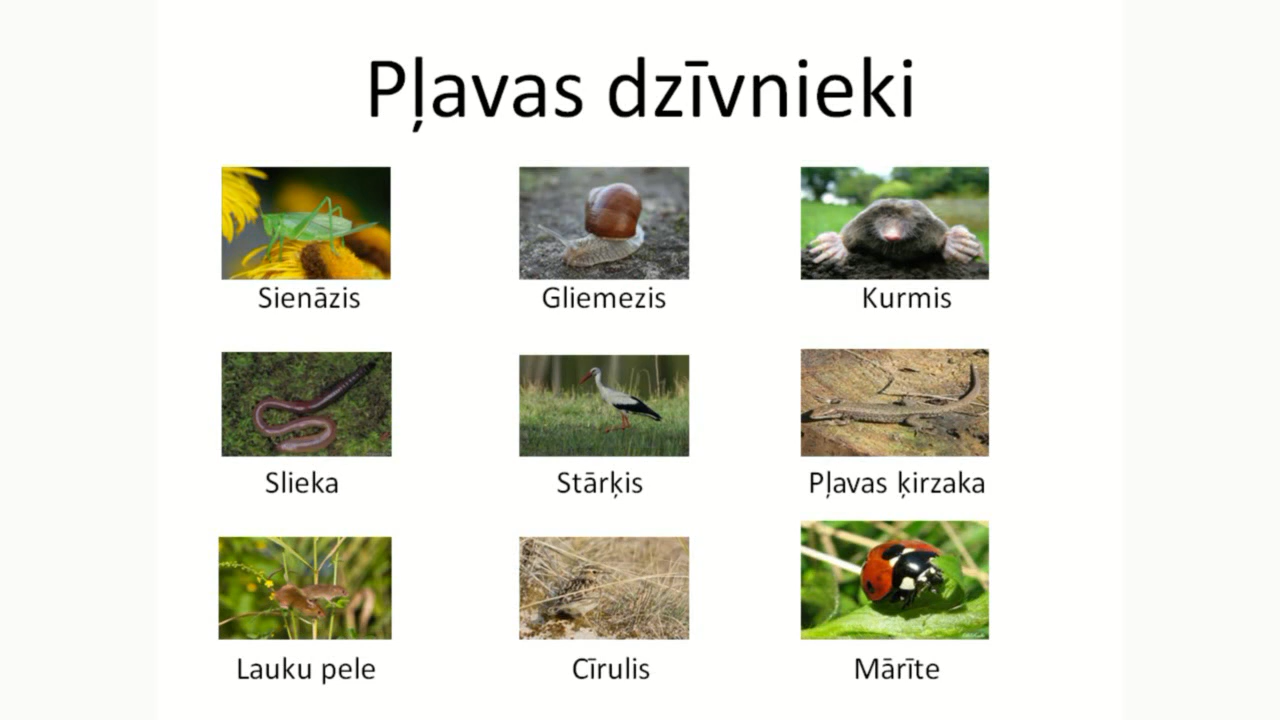 Pļavas dzīvnieki
Sienāzis
Gliemezis
Kurmis
Slieka
Stārķis
Pļavas ķirzaka
Lauku pele
Cīrulis
Mārīte